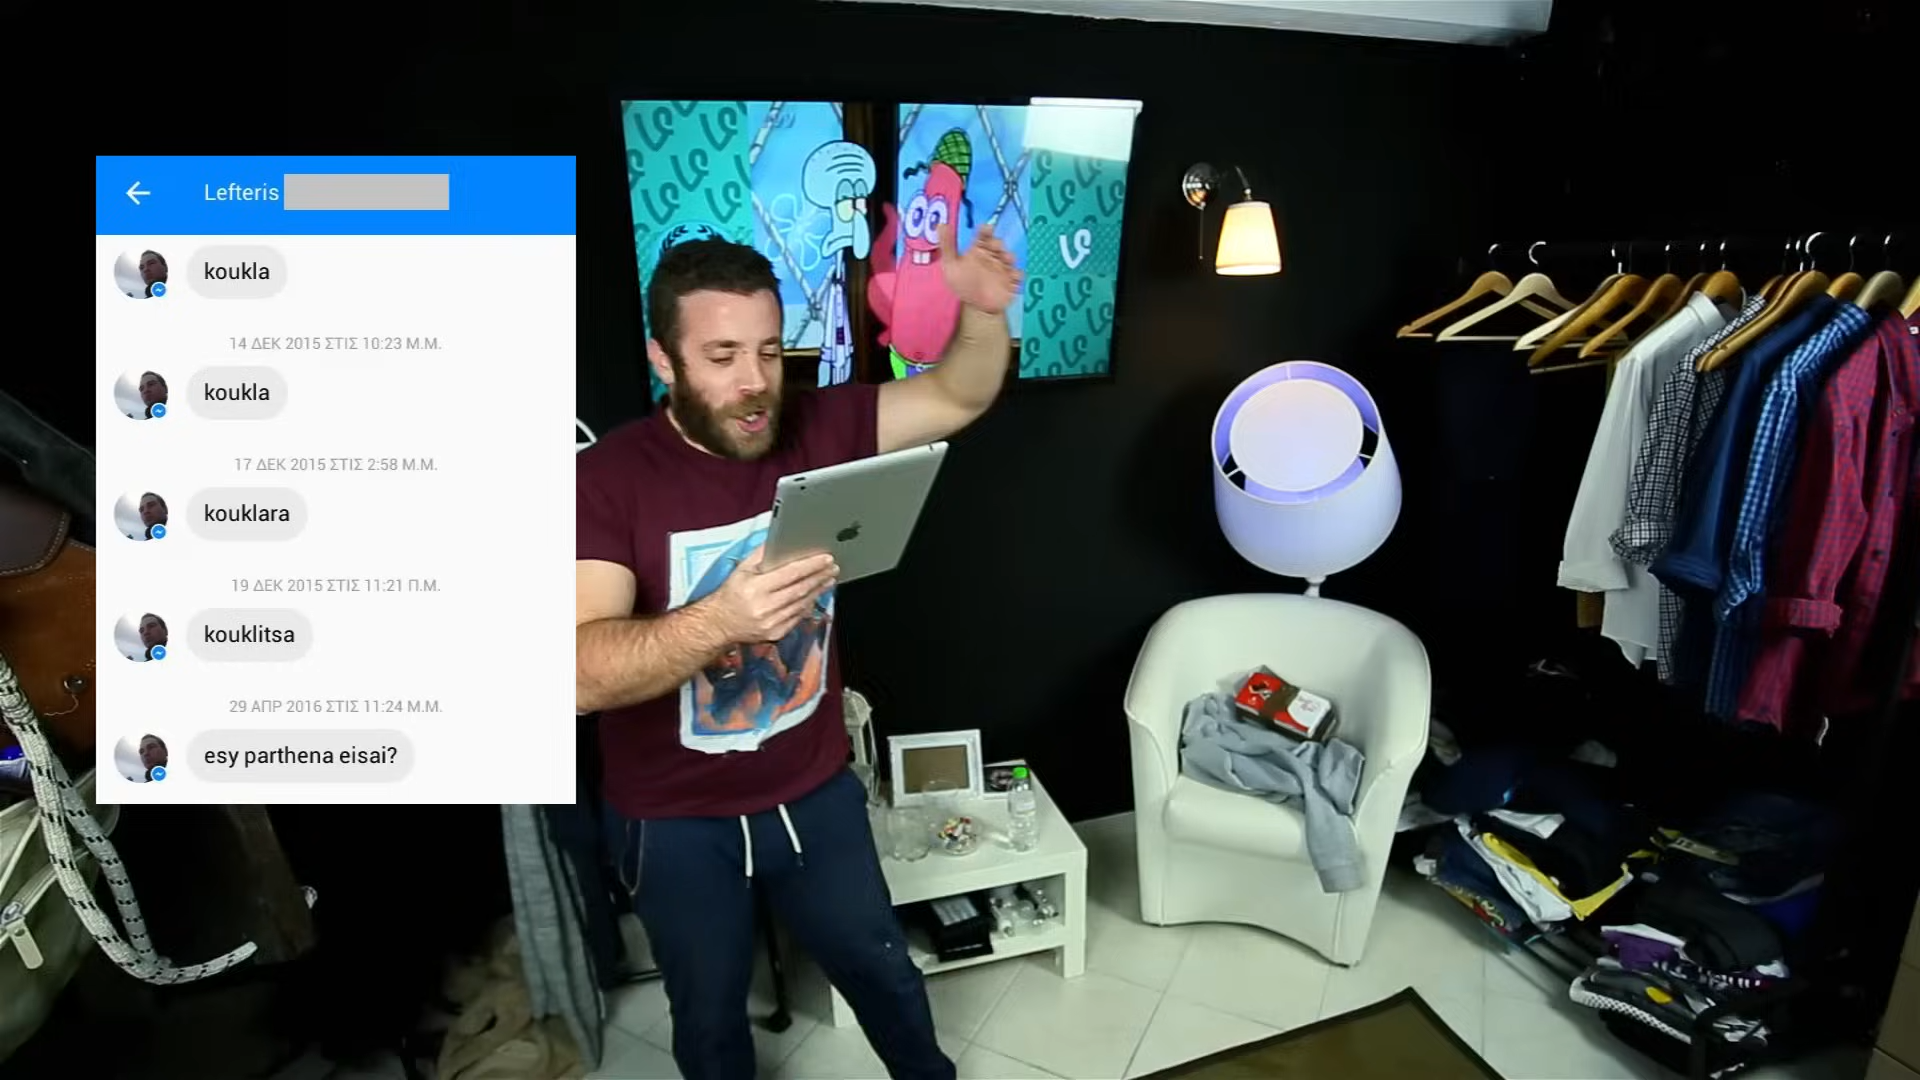 Lefteris
koukla
14 ΔΕΚ 2015 ΣΤΙΣ 10:23 Μ.Μ.
koukla
17 ΔΕΚ 2015 ΣΤΙΣ 2:58 Μ.Μ.
kouklara
19 ΔΕΚ 2015 ΣΤΙΣ 11:21 Π.Μ.
kouklitsa
29 ΑΠΡ 2016 ΣΤΙΣ 11:24 Μ.Μ.
esy parthena eisai?